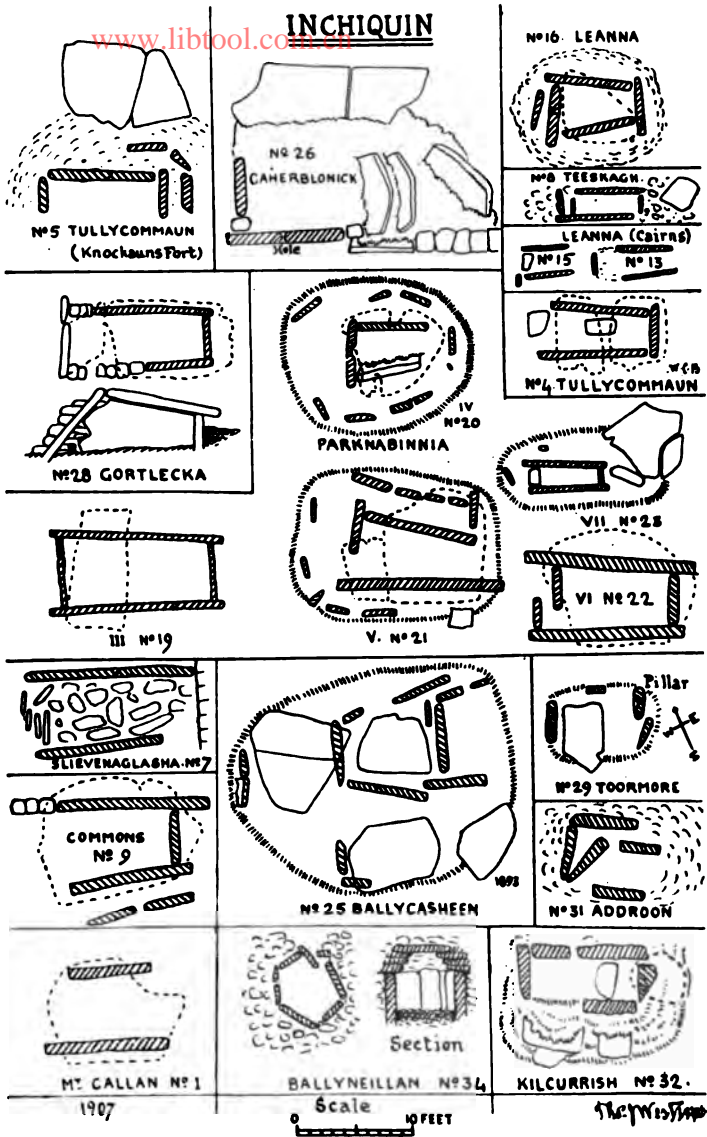 INCHIQUIN
www.libtool.com.cn
Nº16. LEANNA
Nº 26
CAHERBLONICK
Hole
Nº5 TULLYCOMMAUN
(Knockauns Fort)
Nº8 TEESKAGH.
LEANNA (Cairns)
Nº15 Nº13
W.C.B
Nº4. TULLYCOMMAUN
Nº28 GORTLECKA
IV
Nº20
PARKNABINNIA
VII Nº23
III Nº19
V. Nº21
VI Nº22
SLIEVENAGLASHA. Nº7
COMMONS
Nº9
1893
Nº25 BALLYCASHEEN
Pillar
N E
S
Nº29 TOORMORE
Nº31 ADDROON
Mt. CALLAN Nº1
Section
BALLYNEILLAN Nº34
KILCURRISH Nº32.
1907
Scale
0 10 FEET